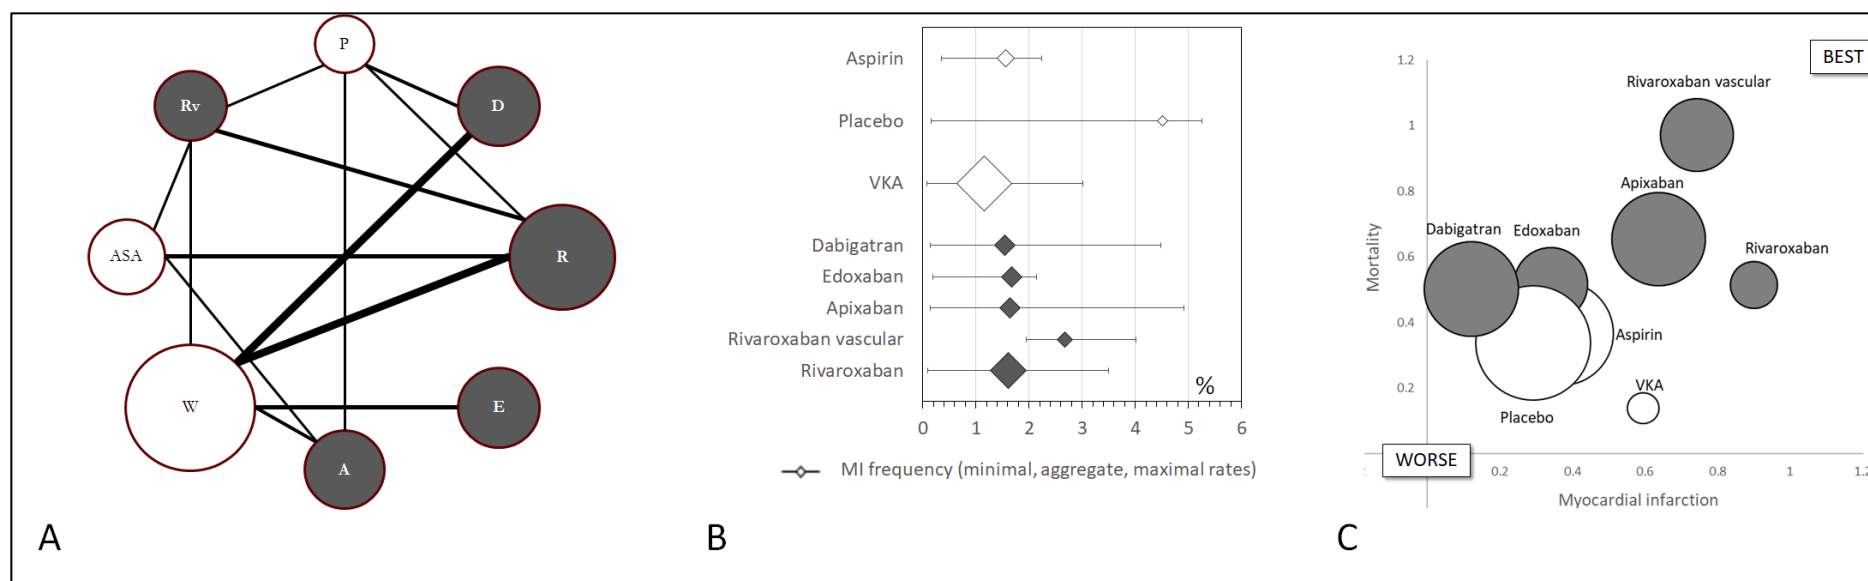 P
Rv
D
ASA
R
W
E
A
A
Aspirin
Placebo
VKA
Dabigatran
Edoxaban
Apixaban
Rivaroxaban vascular
Rivaroxaban
%
0 1 2 3 4 5 6
MI frequency (minimal, aggregate, maximal rates)
B
BEST
1.2
1
0.8
0.6
0.4
0.2
Mortality
Rivaroxaban vascular
Apixaban
Dabigatran
Edoxaban
Rivaroxaban
Aspirin
VKA
Placebo
WORSE
0.2 0.4 0.6 0.8 1 1.2
Myocardial infarction
C